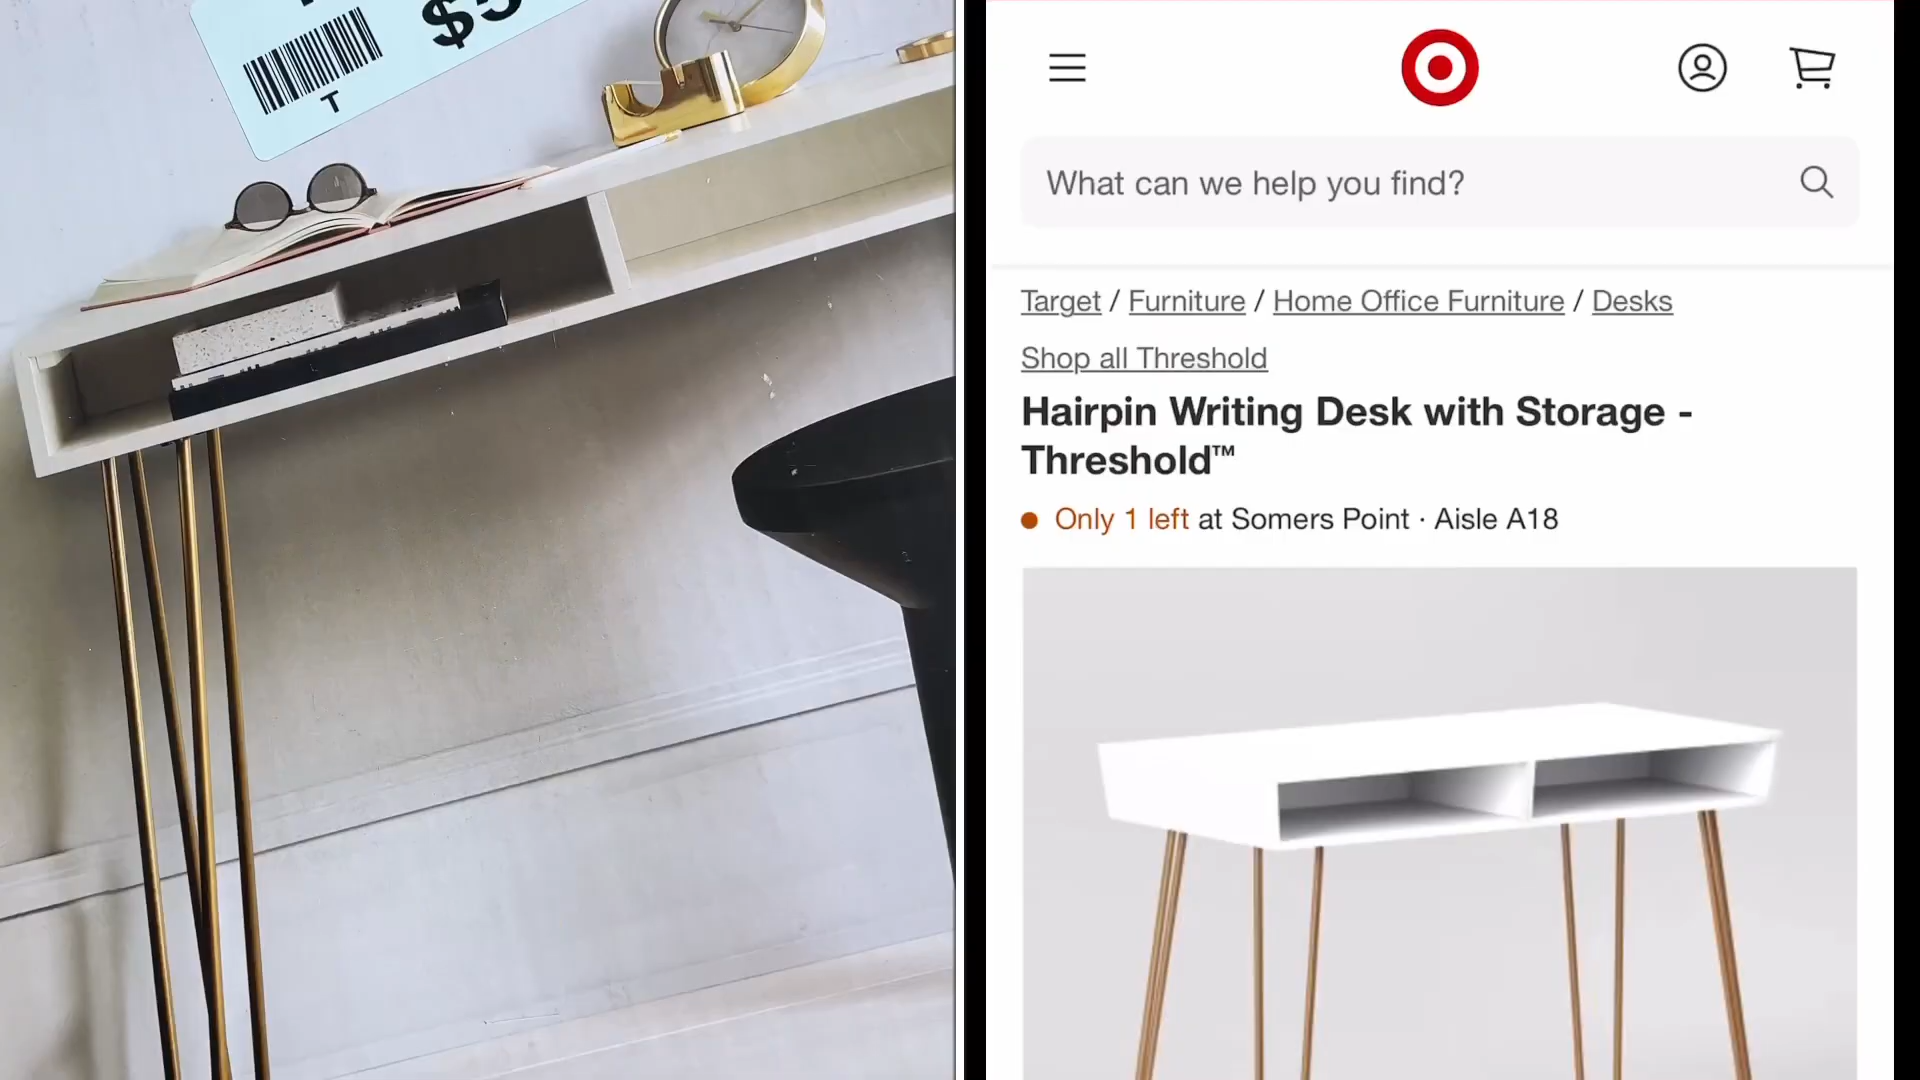 $5
T
What can we help you find?
Target / Furniture / Home Office Furniture / Desks
Shop all Threshold
Hairpin Writing Desk with Storage -
Threshold™
Only 1 left at Somers Point · Aisle A18